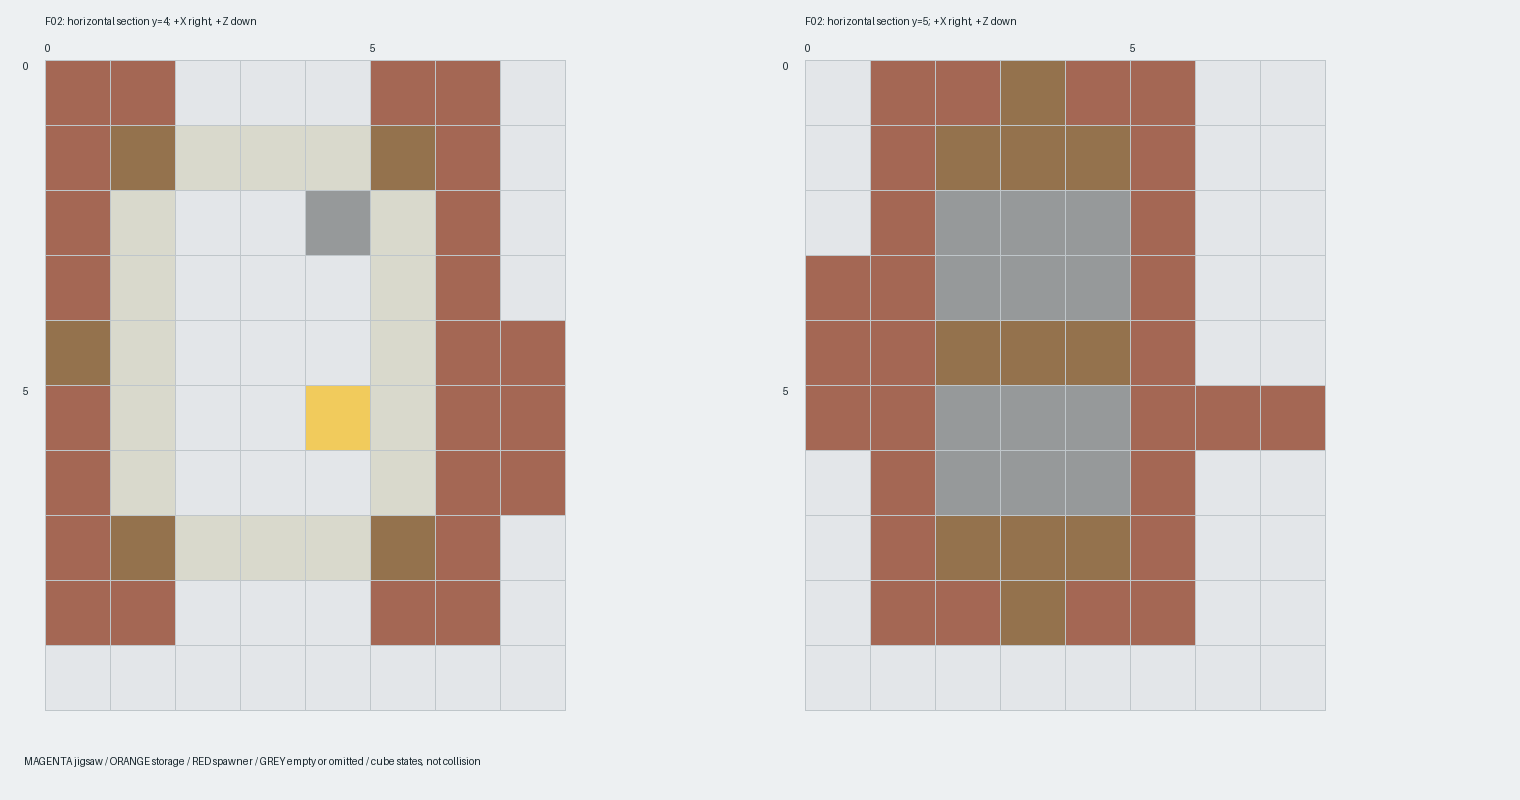 F02: horizontal section y=4; +X right, +Z down
F02: horizontal section y=5; +X right, +Z down
0 5
0 5
0
0
5
5
MAGENTA jigsaw / ORANGE storage / RED spawner / GREY empty or omitted / cube states, not collision